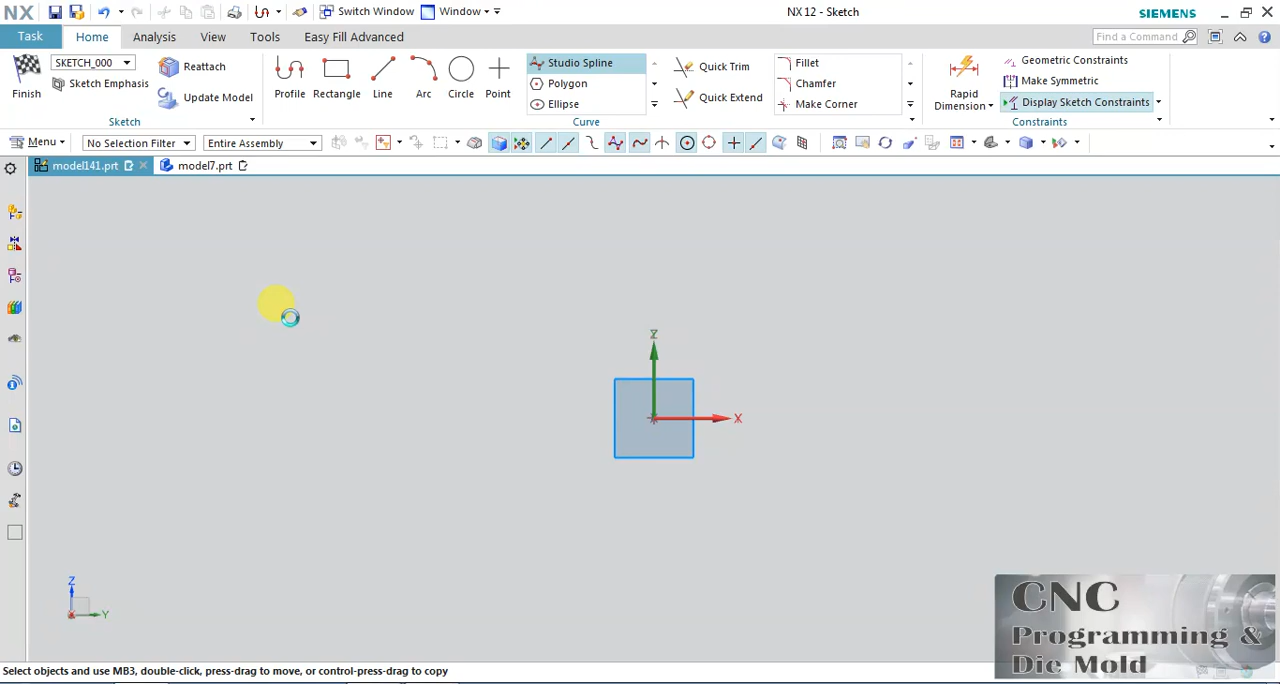 NX
Switch Window
Window
NX 12 - Sketch
SIEMENS
Task
Home
Analysis
View
Tools
Easy Fill Advanced
Find a Command
SKETCH_000
Reattach
Finish
Sketch Emphasis
Update Model
Sketch
Profile
Rectangle
Line
Arc
Circle
Point
Studio Spline
Polygon
Ellipse
Quick Trim
Quick Extend
Fillet
Chamfer
Make Corner
Curve
Rapid
Dimension
Geometric Constraints
Make Symmetric
Display Sketch Constraints
Constraints
Menu
No Selection Filter
Entire Assembly
model141.prt
model7.prt
Z
X
Z
Y
CNC
Programming &
Die Mold
Select objects and use MB3, double-click, press-drag to move, or control-press-drag to copy